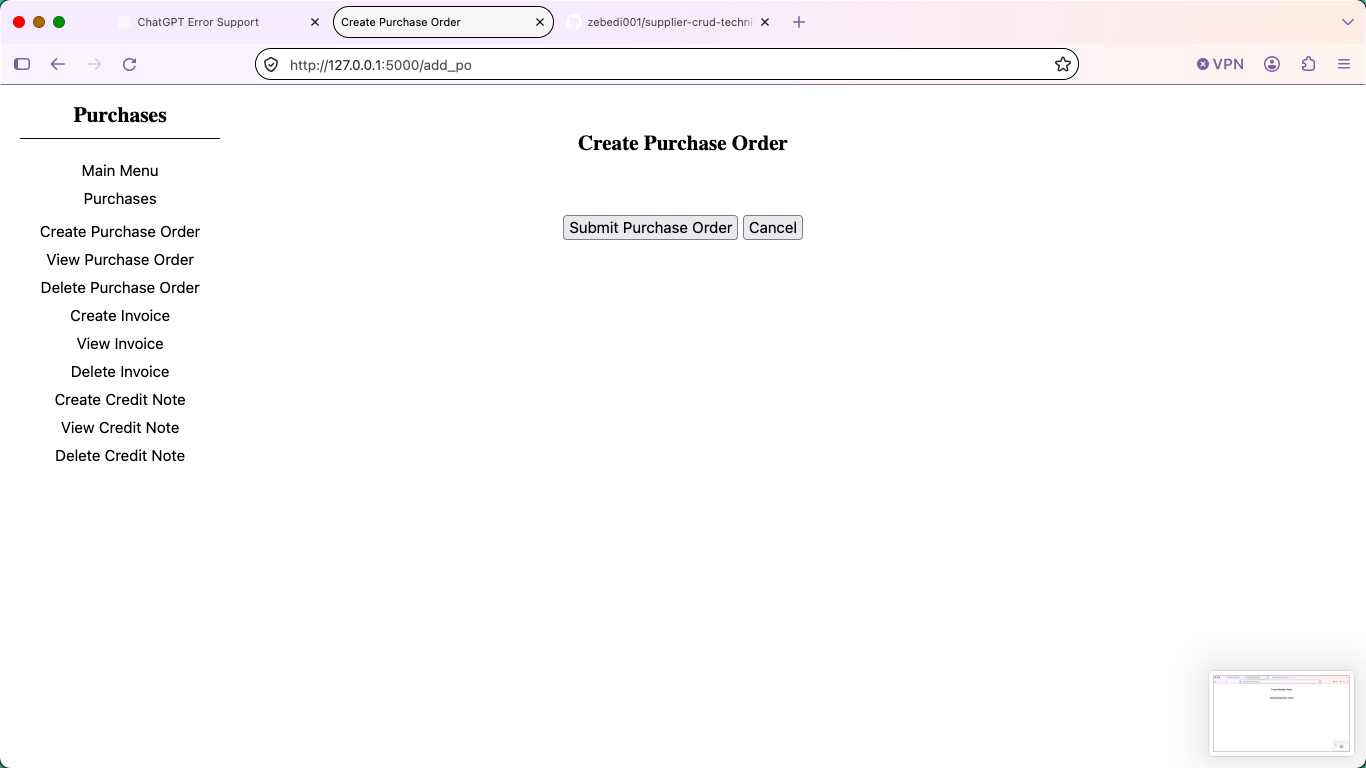 ChatGPT Error Support
Create Purchase Order
zebedi001/supplier-crud-techni
http://127.0.0.1:5000/add_po
VPN
Purchases
Main Menu
Purchases
Create Purchase Order
View Purchase Order
Delete Purchase Order
Create Invoice
View Invoice
Delete Invoice
Create Credit Note
View Credit Note
Delete Credit Note
Create Purchase Order
Submit Purchase Order Cancel